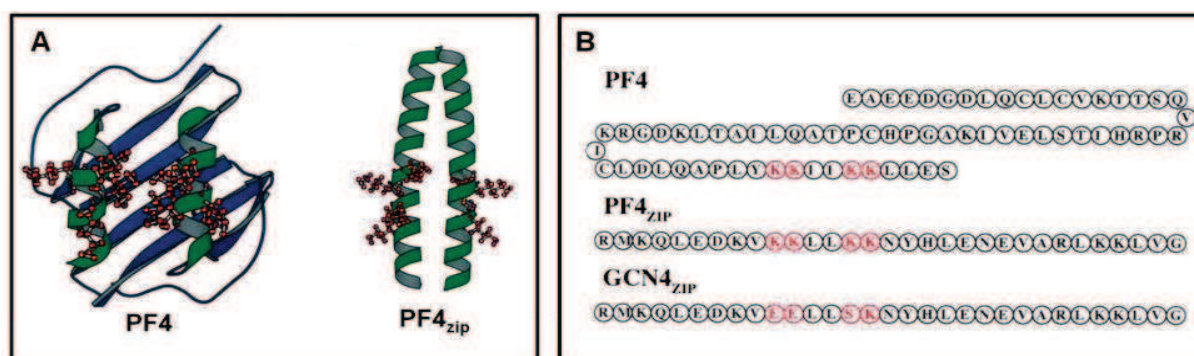 A
PF4
PF4zip
B
PF4
EAEEDGDLQCLCVKTTSQ
V
KRGDKLTAILQATPCHPGAKIVELSTIHRPR
I
CLDLQAPLYKKIIKKLLES
PF4ZIP
RMKQLEDKVKKLLKKNYHLENEVARLKKLVG
GCN4ZIP
RMKQLEDKVEELLSKNYHLENEVARLKKLVG